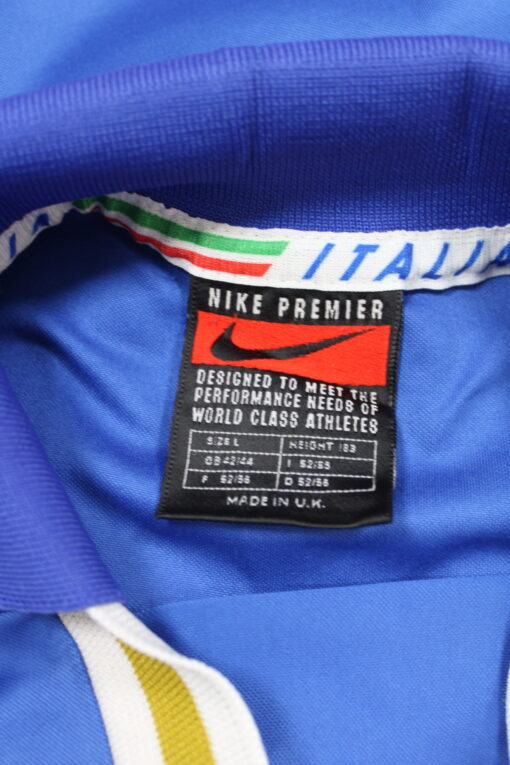 ITALIA
NIKE PREMIER
DESIGNED TO MEET THE
PERFORMANCE NEEDS OF
WORLD CLASS ATHLETES
SIZE L HEIGHT 183
GB 42/44 I 52/55
F 52/56 D 52/56
MADE IN U.K.